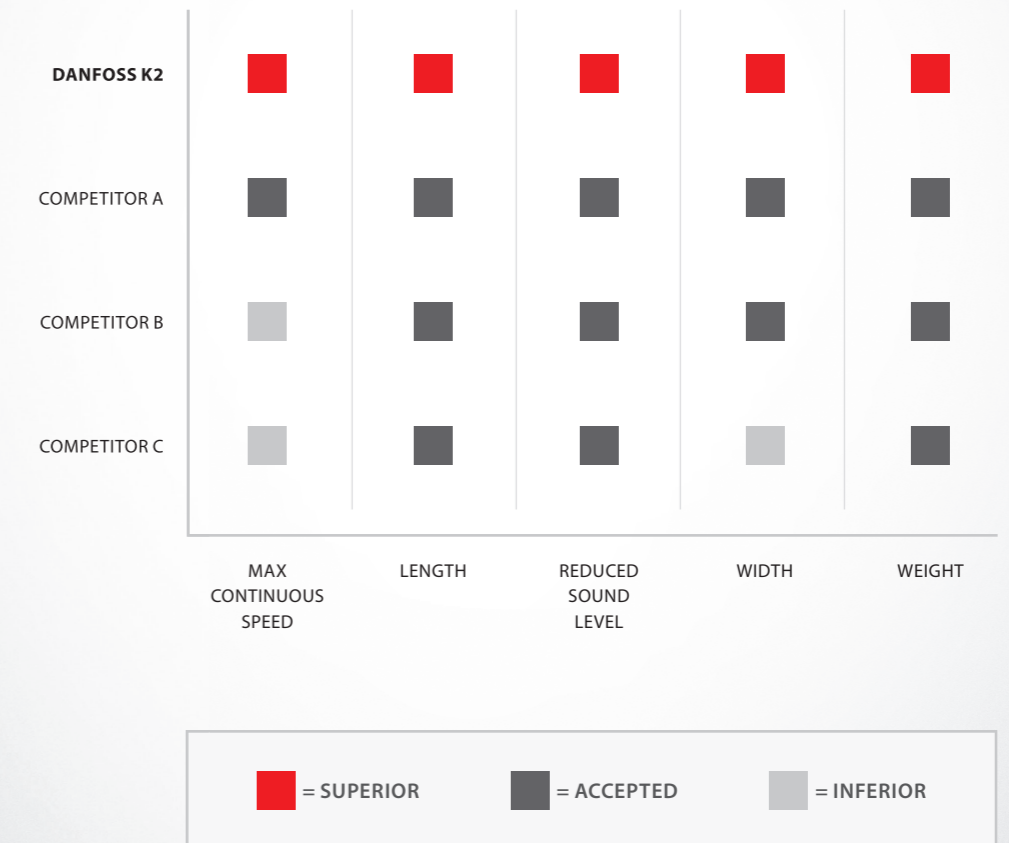 DANFOSS K2
COMPETITOR A
COMPETITOR B
COMPETITOR C
MAX
CONTINUOUS
SPEED
LENGTH
REDUCED
SOUND
LEVEL
WIDTH
WEIGHT
= SUPERIOR
= ACCEPTED
= INFERIOR